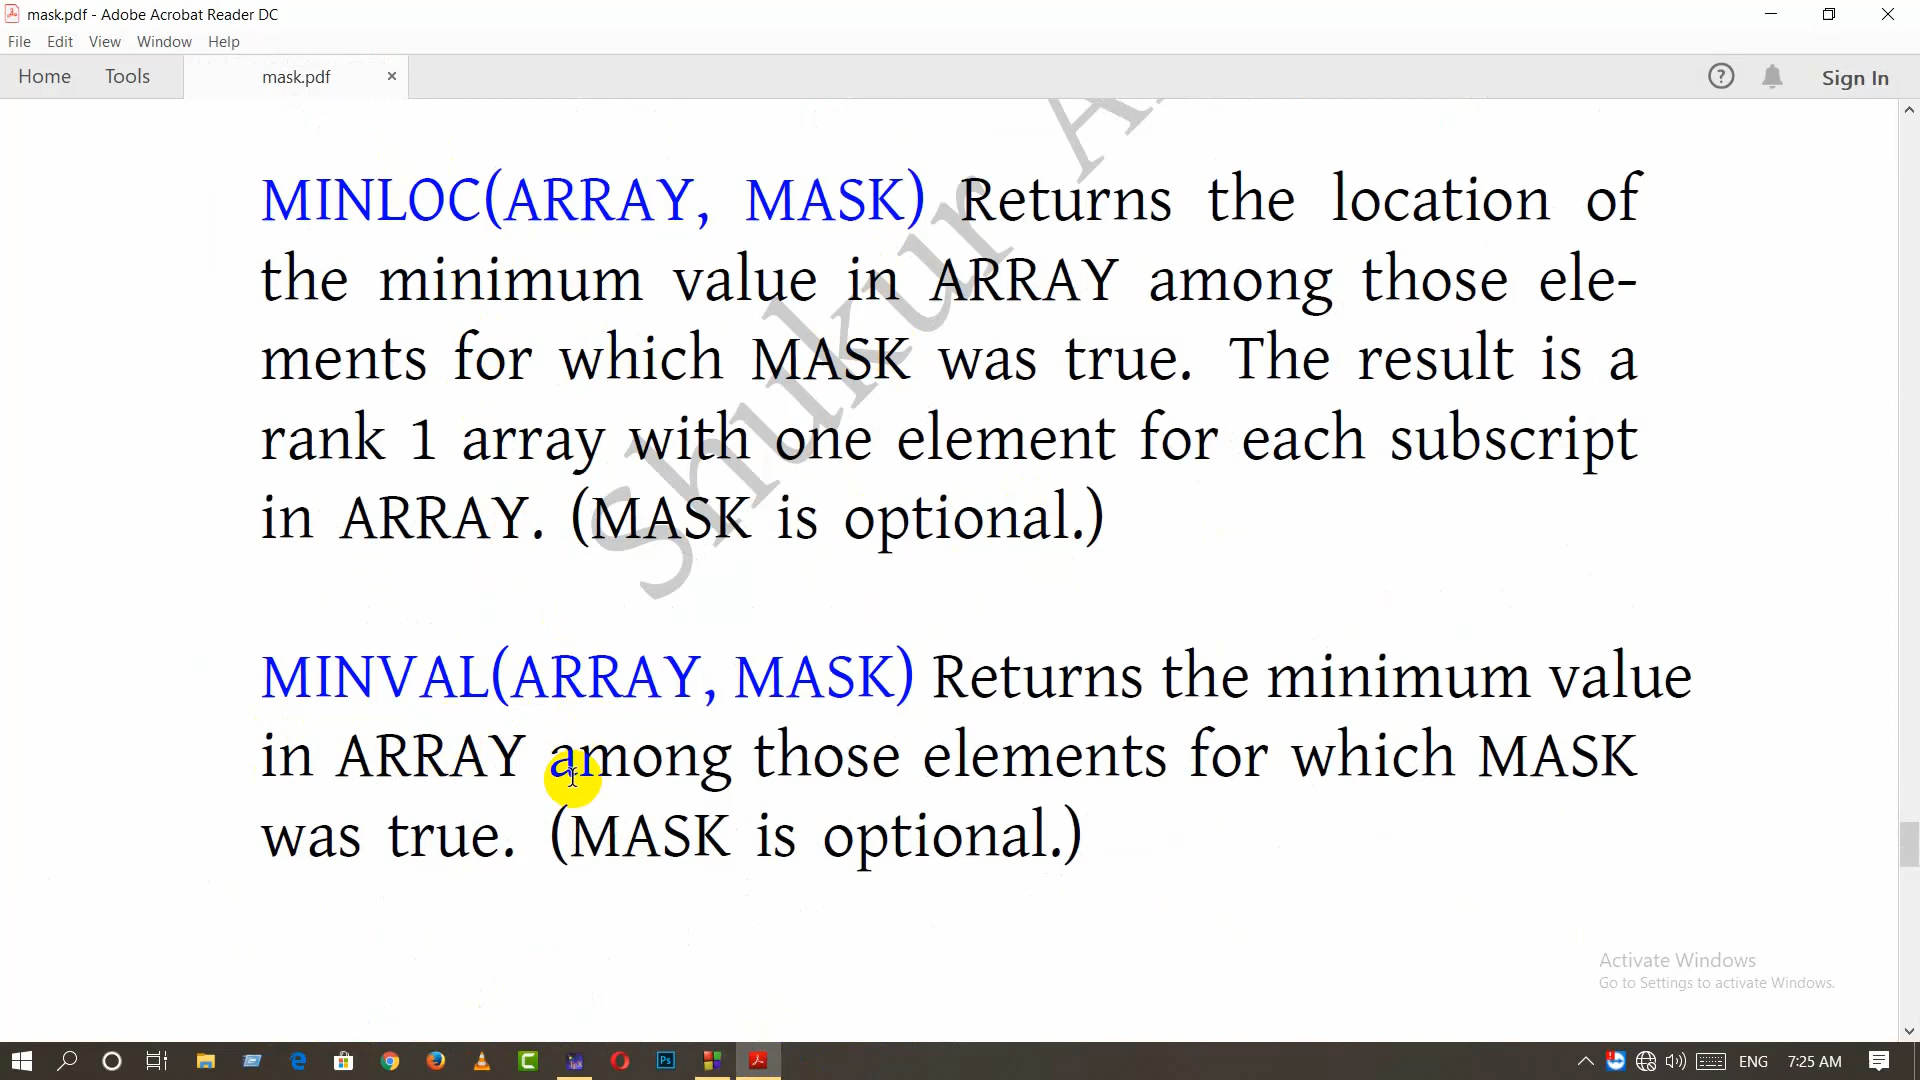 mask.pdf - Adobe Acrobat Reader DC
File Edit View Window Help
Home Tools mask.pdf × ? Sign In
MINLOC(ARRAY, MASK) Returns the location of
the minimum value in ARRAY among those ele-
ments for which MASK was true. The result is a
rank 1 array with one element for each subscript
in ARRAY. (MASK is optional.)
MINVAL(ARRAY, MASK) Returns the minimum value
in ARRAY among those elements for which MASK
was true. (MASK is optional.)
Shukur A
Activate Windows
Go to Settings to activate Windows.
Ps ENG 7:25 AM